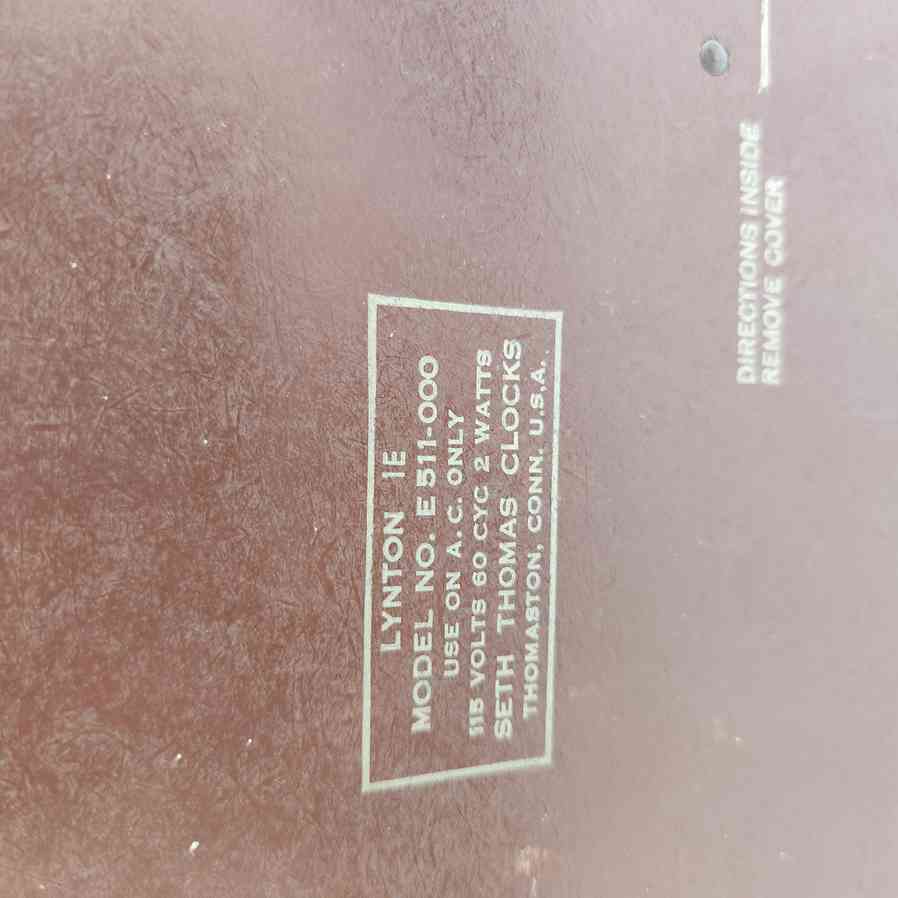 LYNTON 1E
MODEL NO. E 511-000
USE ON A.C. ONLY
115 VOLTS 60 CYC 2 WATTS
SETH THOMAS CLOCKS
THOMASTON, CONN. U.S.A.
DIRECTIONS INSIDE
REMOVE COVER